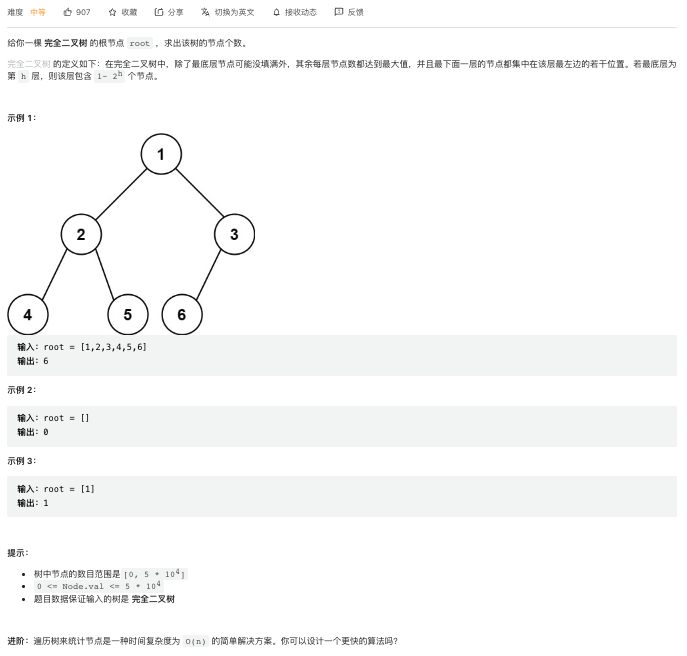 难度 中等 907 收藏 分享 切换为英文 接收动态 反馈
给你一棵 完全二叉树 的根节点 root ，求出该树的节点个数。
完全二叉树 的定义如下：在完全二叉树中，除了最底层节点可能没填满外，其余每层节点数都达到最大值，并且最下面一层的节点都集中在该层最左边的若干位置。若最底层为
第 h 层，则该层包含 1~ 2^h 个节点。
示例 1：
1
2 3
4 5 6
输入：root = [1,2,3,4,5,6]
输出：6
示例 2：
输入：root = []
输出：0
示例 3：
输入：root = [1]
输出：1
提示：
• 树中节点的数目范围是[0, 5 * 10^4]
• 0 <= Node.val <= 5 * 10^4
• 题目数据保证输入的树是 完全二叉树
进阶：遍历树来统计节点是一种时间复杂度为 O(n) 的简单解决方案。你可以设计一个更快的算法吗？